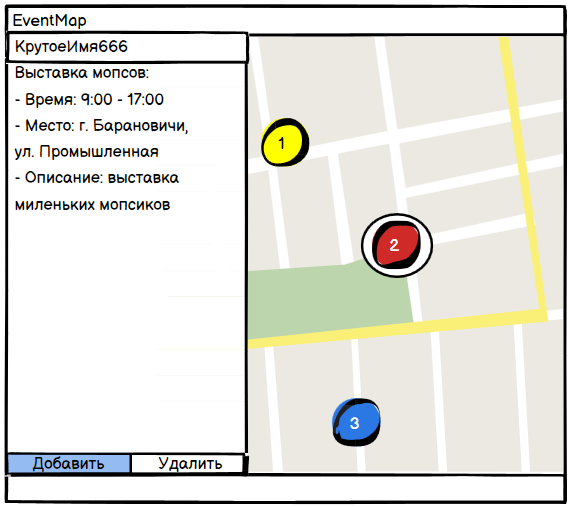 EventMap
КрутоеИмя666
Выставка мопсов:
- Время: 9:00 - 17:00
- Место: г. Барановичи,
ул. Промышленная
- Описание: выставка
миленьких мопсиков
1
2
3
Добавить
Удалить